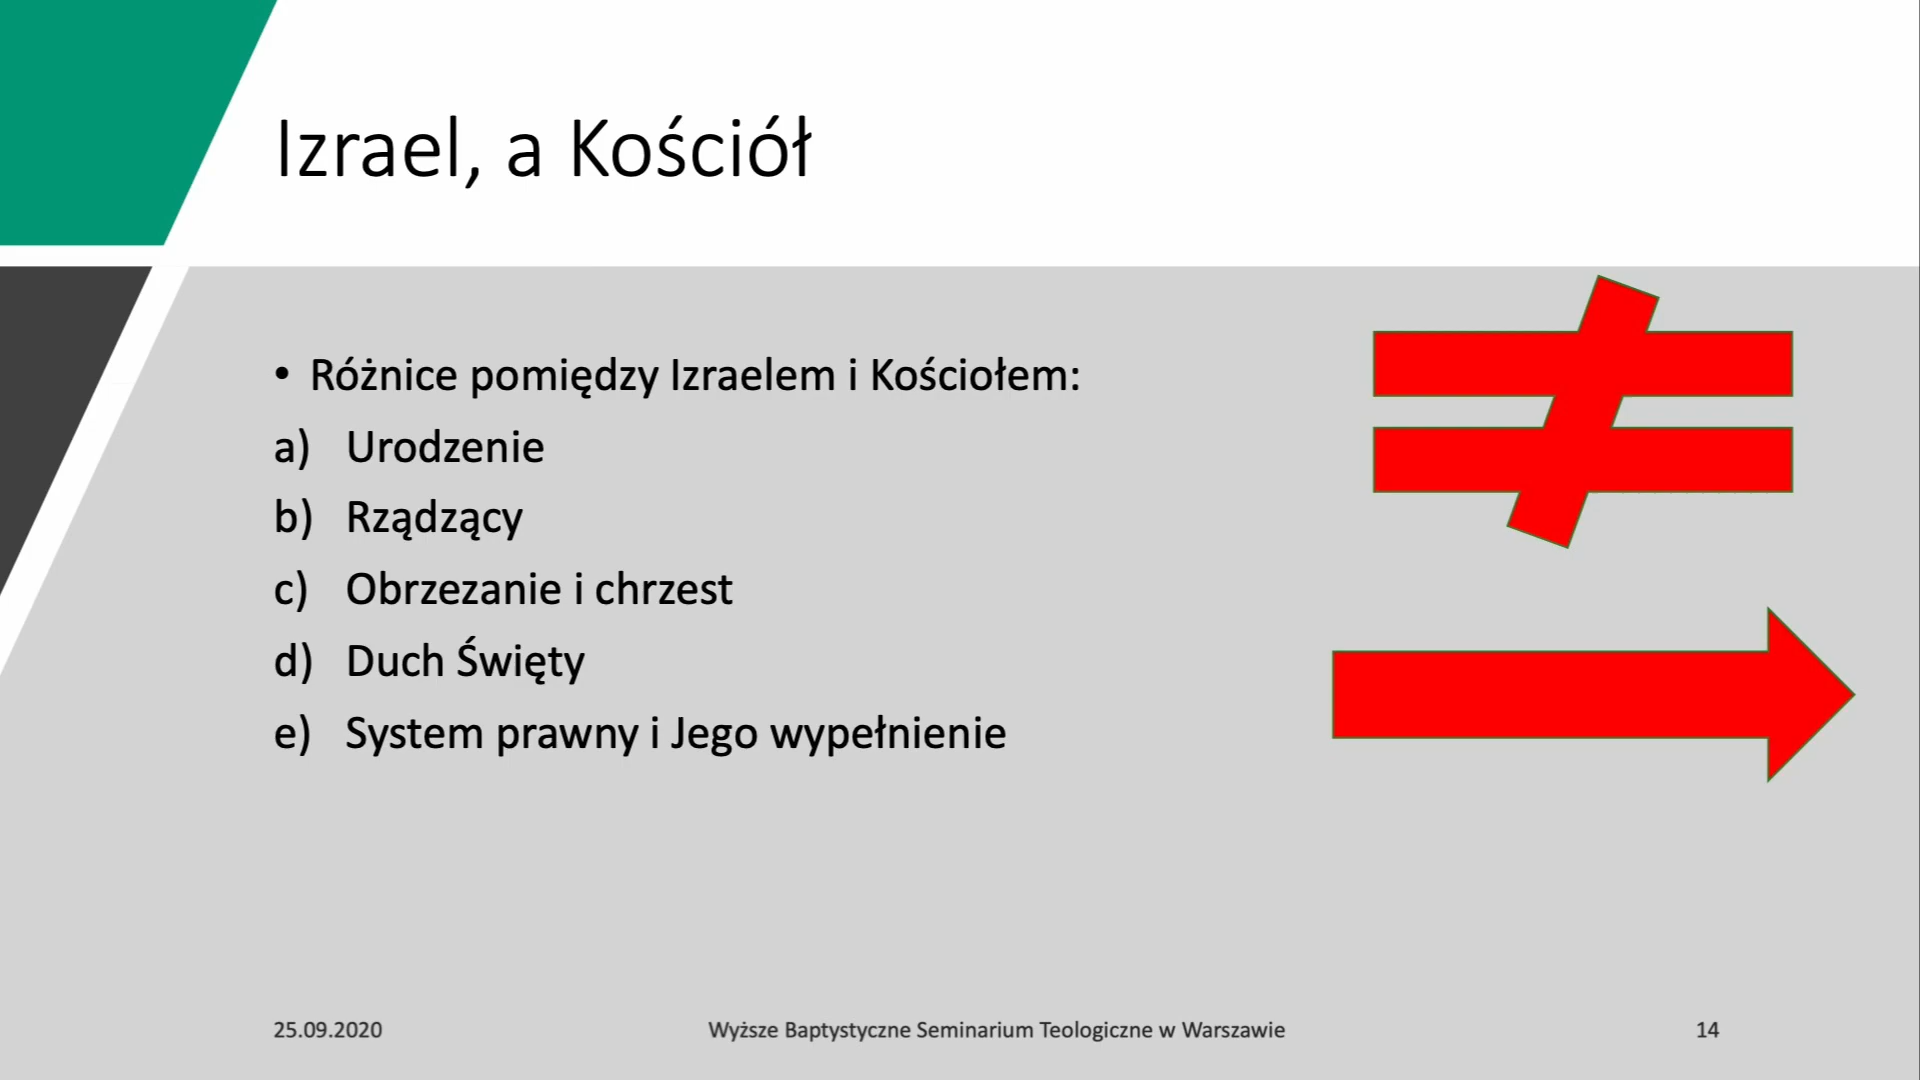 Izrael, a Kościół
• Różnice pomiędzy Izraelem i Kościołem:
a) Urodzenie
b) Rządzący
c) Obrzezanie i chrzest
d) Duch Święty
e) System prawny i Jego wypełnienie
25.09.2020
Wyższe Baptystyczne Seminarium Teologiczne w Warszawie
14